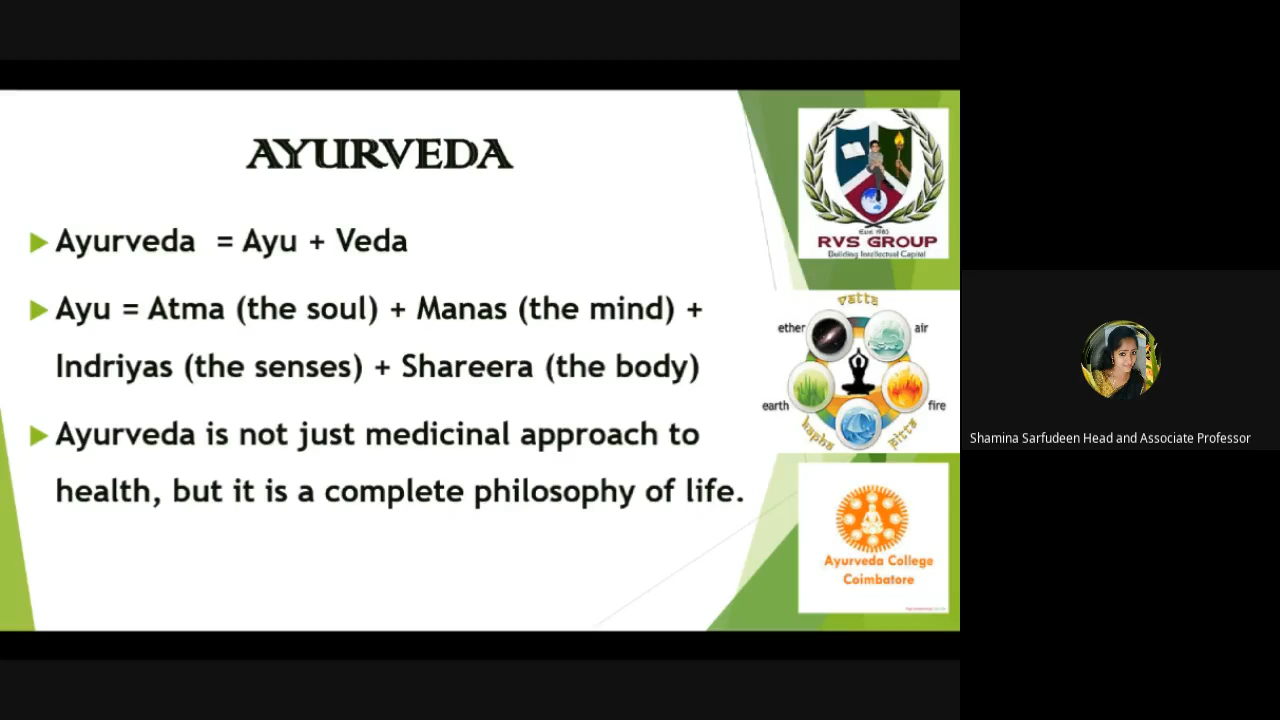 AYURVEDA
Ayurveda = Ayu + Veda
Ayu = Atma (the soul) + Manas (the mind) +
Indriyas (the senses) + Shareera (the body)
Ayurveda is not just medicinal approach to
health, but it is a complete philosophy of life.
Estd 1983
RVS GROUP
Building Intellectual Capital
vatta
ether
air
earth
fire
kapha
pitta
Ayurveda College
Coimbatore
Shamina Sarfudeen Head and Associate Professor